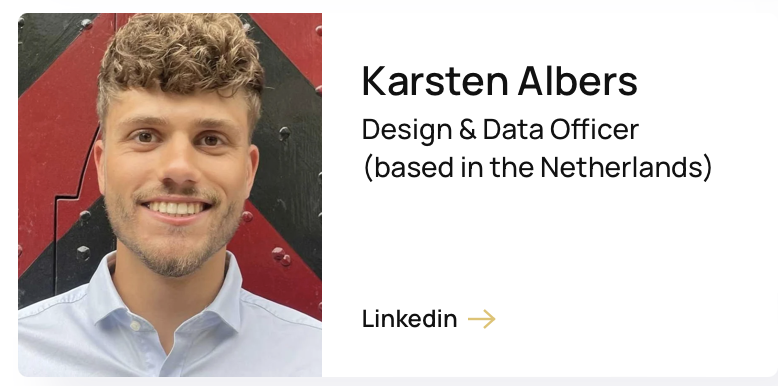 Karsten Albers
Design & Data Officer
(based in the Netherlands)
Linkedin